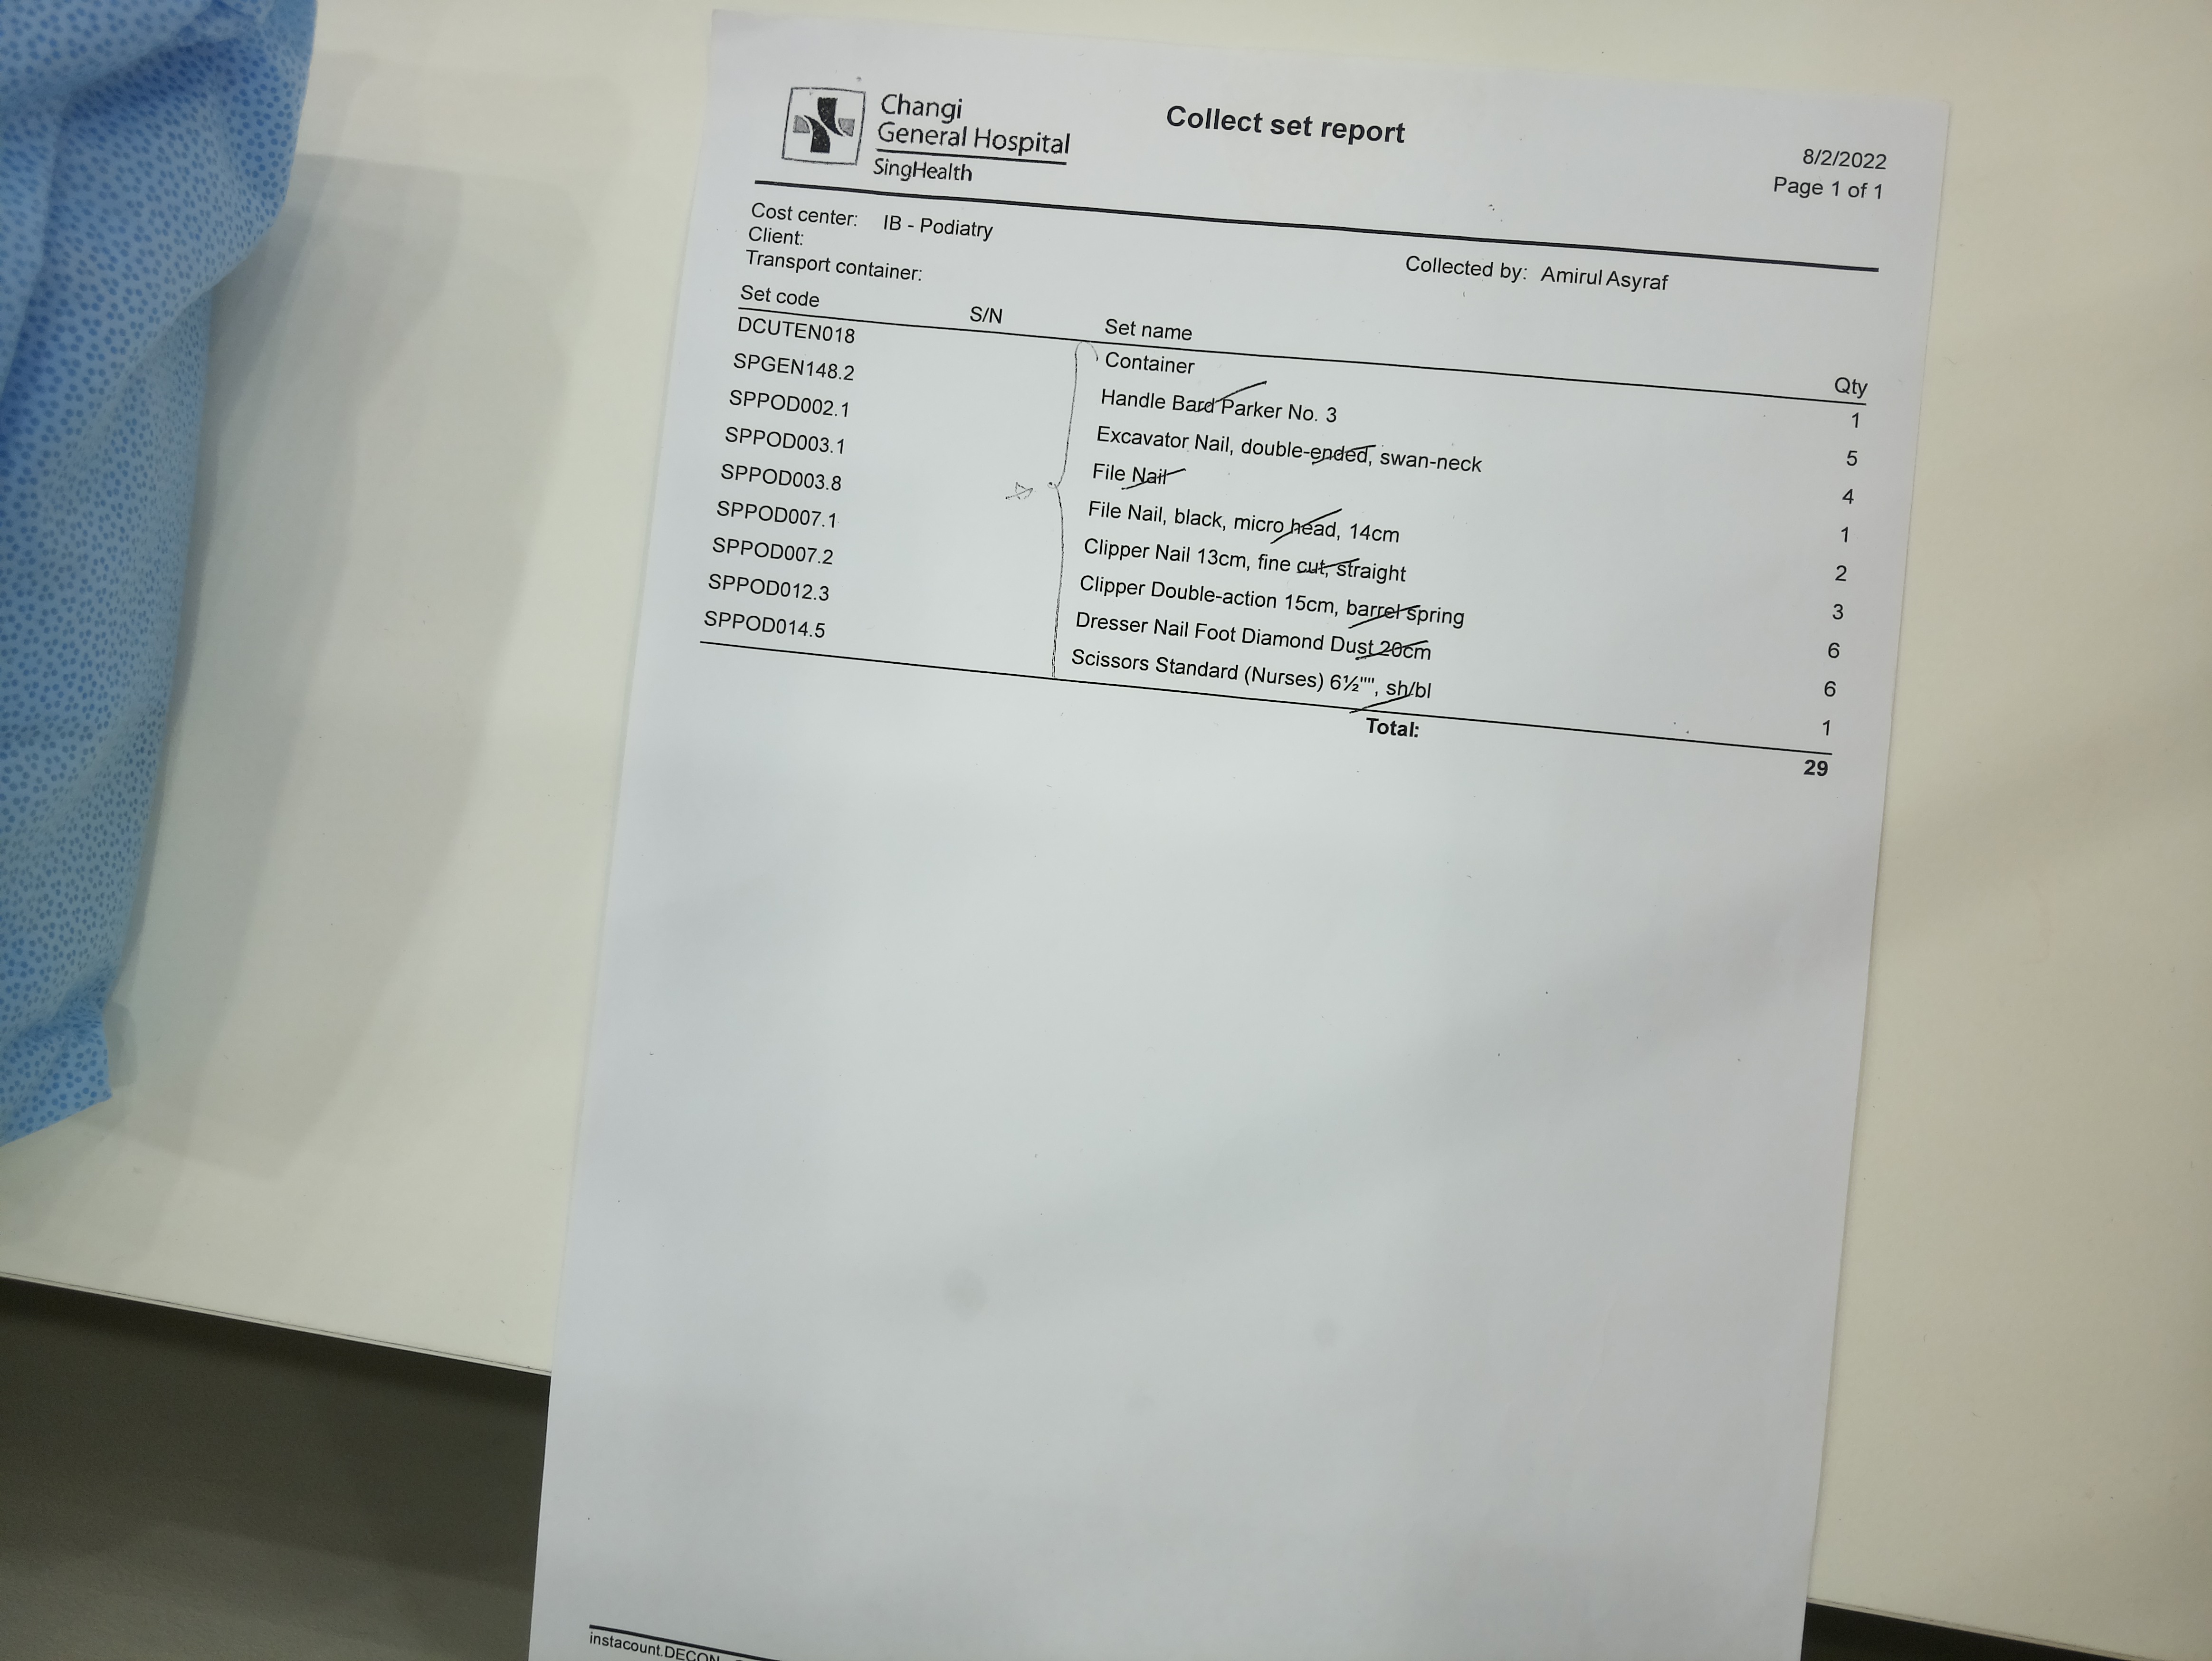 Changi
General Hospital
SingHealth
Collect set report
8/2/2022
Page 1 of 1
Cost center: IB - Podiatry
Client:
Transport container:
Collected by: Amirul Asyraf
Set code S/N Set name Qty
DCUTEN018 Container 1
SPGEN148.2 Handle Bard Parker No. 3 5
SPPOD002.1 Excavator Nail, double-ended, swan-neck 4
SPPOD003.1 File Nail 1
SPPOD003.8 File Nail, black, micro head, 14cm 2
SPPOD007.1 Clipper Nail 13cm, fine cut, straight 3
SPPOD007.2 Clipper Double-action 15cm, barrel spring 6
SPPOD012.3 Dresser Nail Foot Diamond Dust 20cm 6
SPPOD014.5 Scissors Standard (Nurses) 6½"", sh/bl 1
Total: 29
instacount.DECON